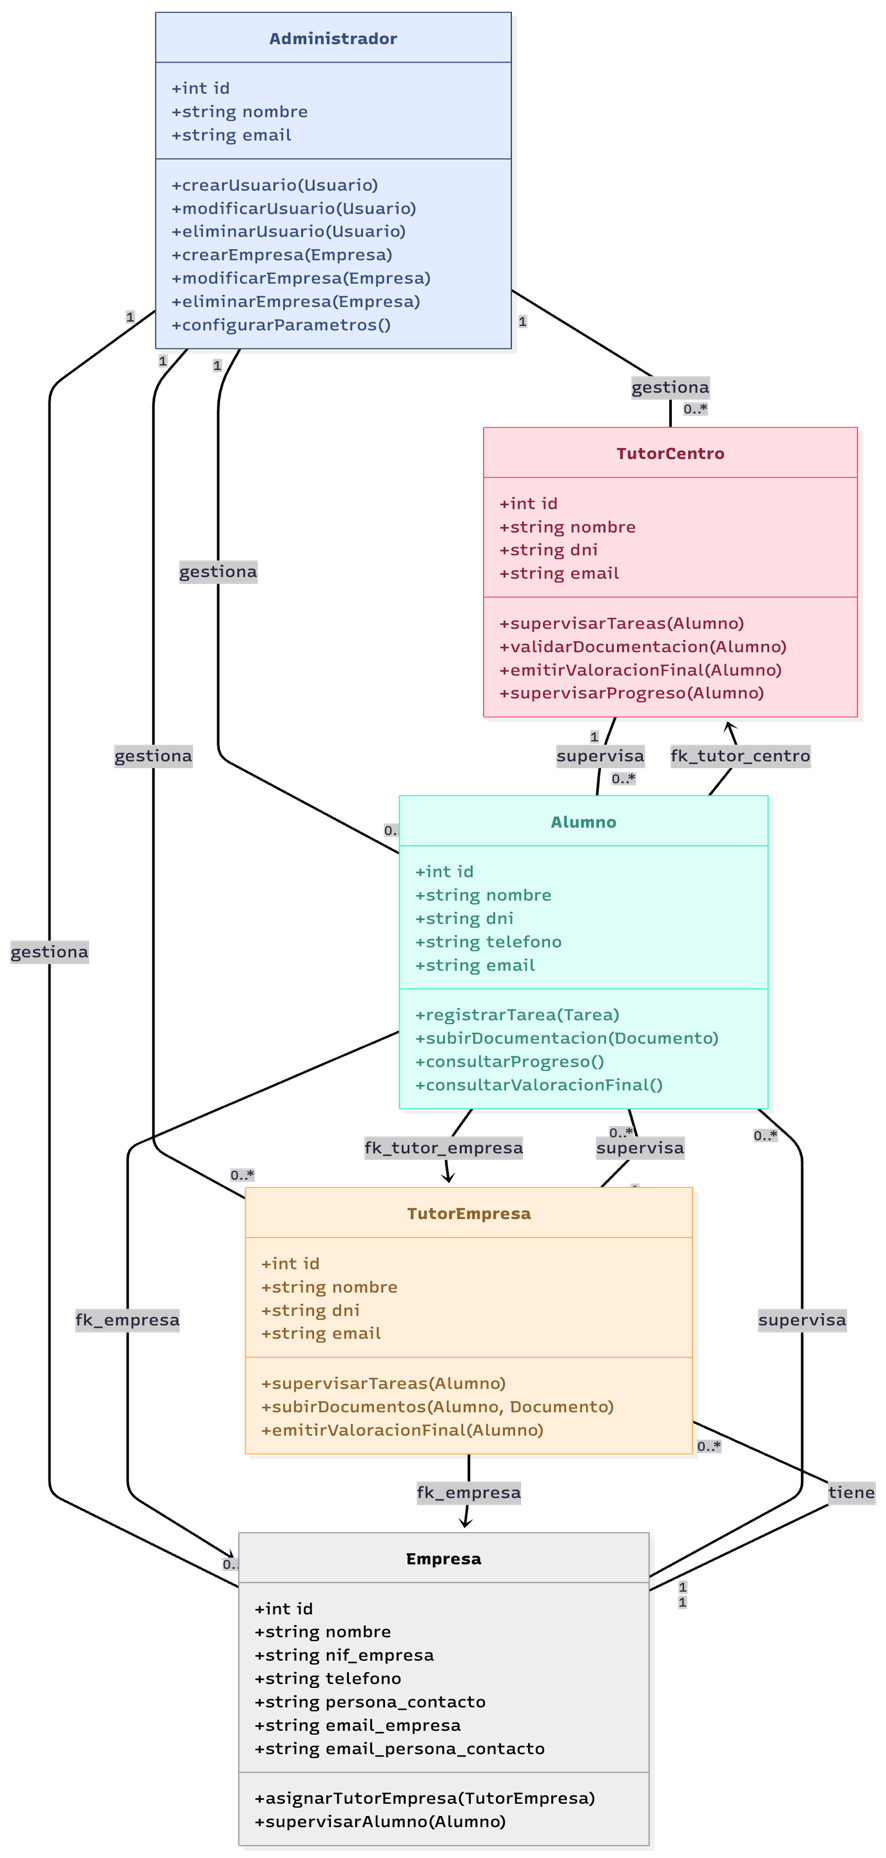 Administrador
+int id
+string nombre
+string email
+crearUsuario(Usuario)
+modificarUsuario(Usuario)
+eliminarUsuario(Usuario)
+crearEmpresa(Empresa)
+modificarEmpresa(Empresa)
+eliminarEmpresa(Empresa)
+configurarParametros()
1
1
1
1
gestiona
0..*
TutorCentro
+int id
+string nombre
+string dni
+string email
+supervisarTareas(Alumno)
+validarDocumentacion(Alumno)
+emitirValoracionFinal(Alumno)
+supervisarProgreso(Alumno)
gestiona
1
supervisa
0..*
fk_tutor_centro
gestiona
0..
Alumno
+int id
+string nombre
+string dni
+string telefono
+string email
+registrarTarea(Tarea)
+subirDocumentacion(Documento)
+consultarProgreso()
+consultarValoracionFinal()
gestiona
fk_tutor_empresa
0..*
supervisa
0..*
0..*
TutorEmpresa
+int id
+string nombre
+string dni
+string email
+supervisarTareas(Alumno)
+subirDocumentos(Alumno, Documento)
+emitirValoracionFinal(Alumno)
fk_empresa
supervisa
0..*
fk_empresa
tiene
0..
Empresa
+int id
+string nombre
+string nif_empresa
+string telefono
+string persona_contacto
+string email_empresa
+string email_persona_contacto
+asignarTutorEmpresa(TutorEmpresa)
+supervisarAlumno(Alumno)
1
1